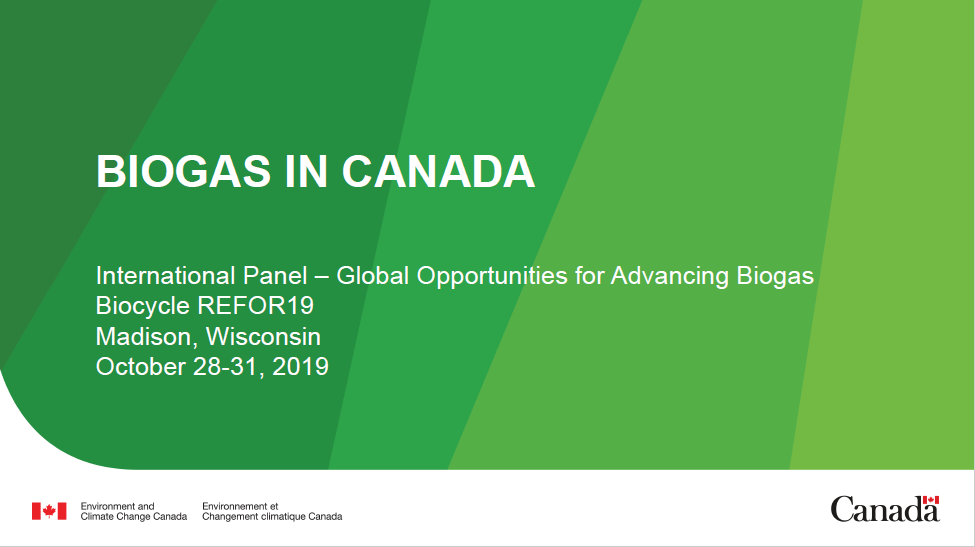 BIOGAS IN CANADA
International Panel – Global Opportunities for Advancing Biogas
Biocycle REFOR19
Madison, Wisconsin
October 28-31, 2019
Environment and
Climate Change Canada
Environnement et
Changement climatique Canada
Canada